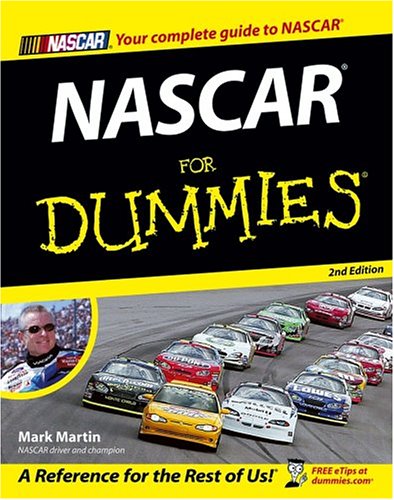 NASCAR® Your complete guide to NASCAR®
NASCAR®
FOR
DUMMIES®
2nd Edition
Mark Martin
NASCAR driver and champion
A Reference for the Rest of Us!®
FREE eTips at
dummies.com®